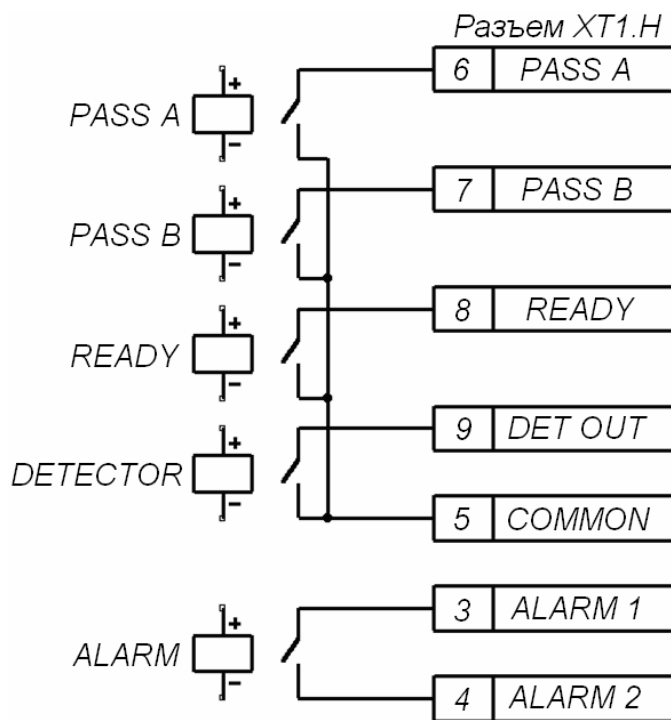 Разъем XT1.H
6 PASS A
+
PASS A
-
7 PASS B
+
PASS B
-
8 READY
+
READY
-
9 DET OUT
+
DETECTOR
-
5 COMMON
3 ALARM 1
+
ALARM
-
4 ALARM 2